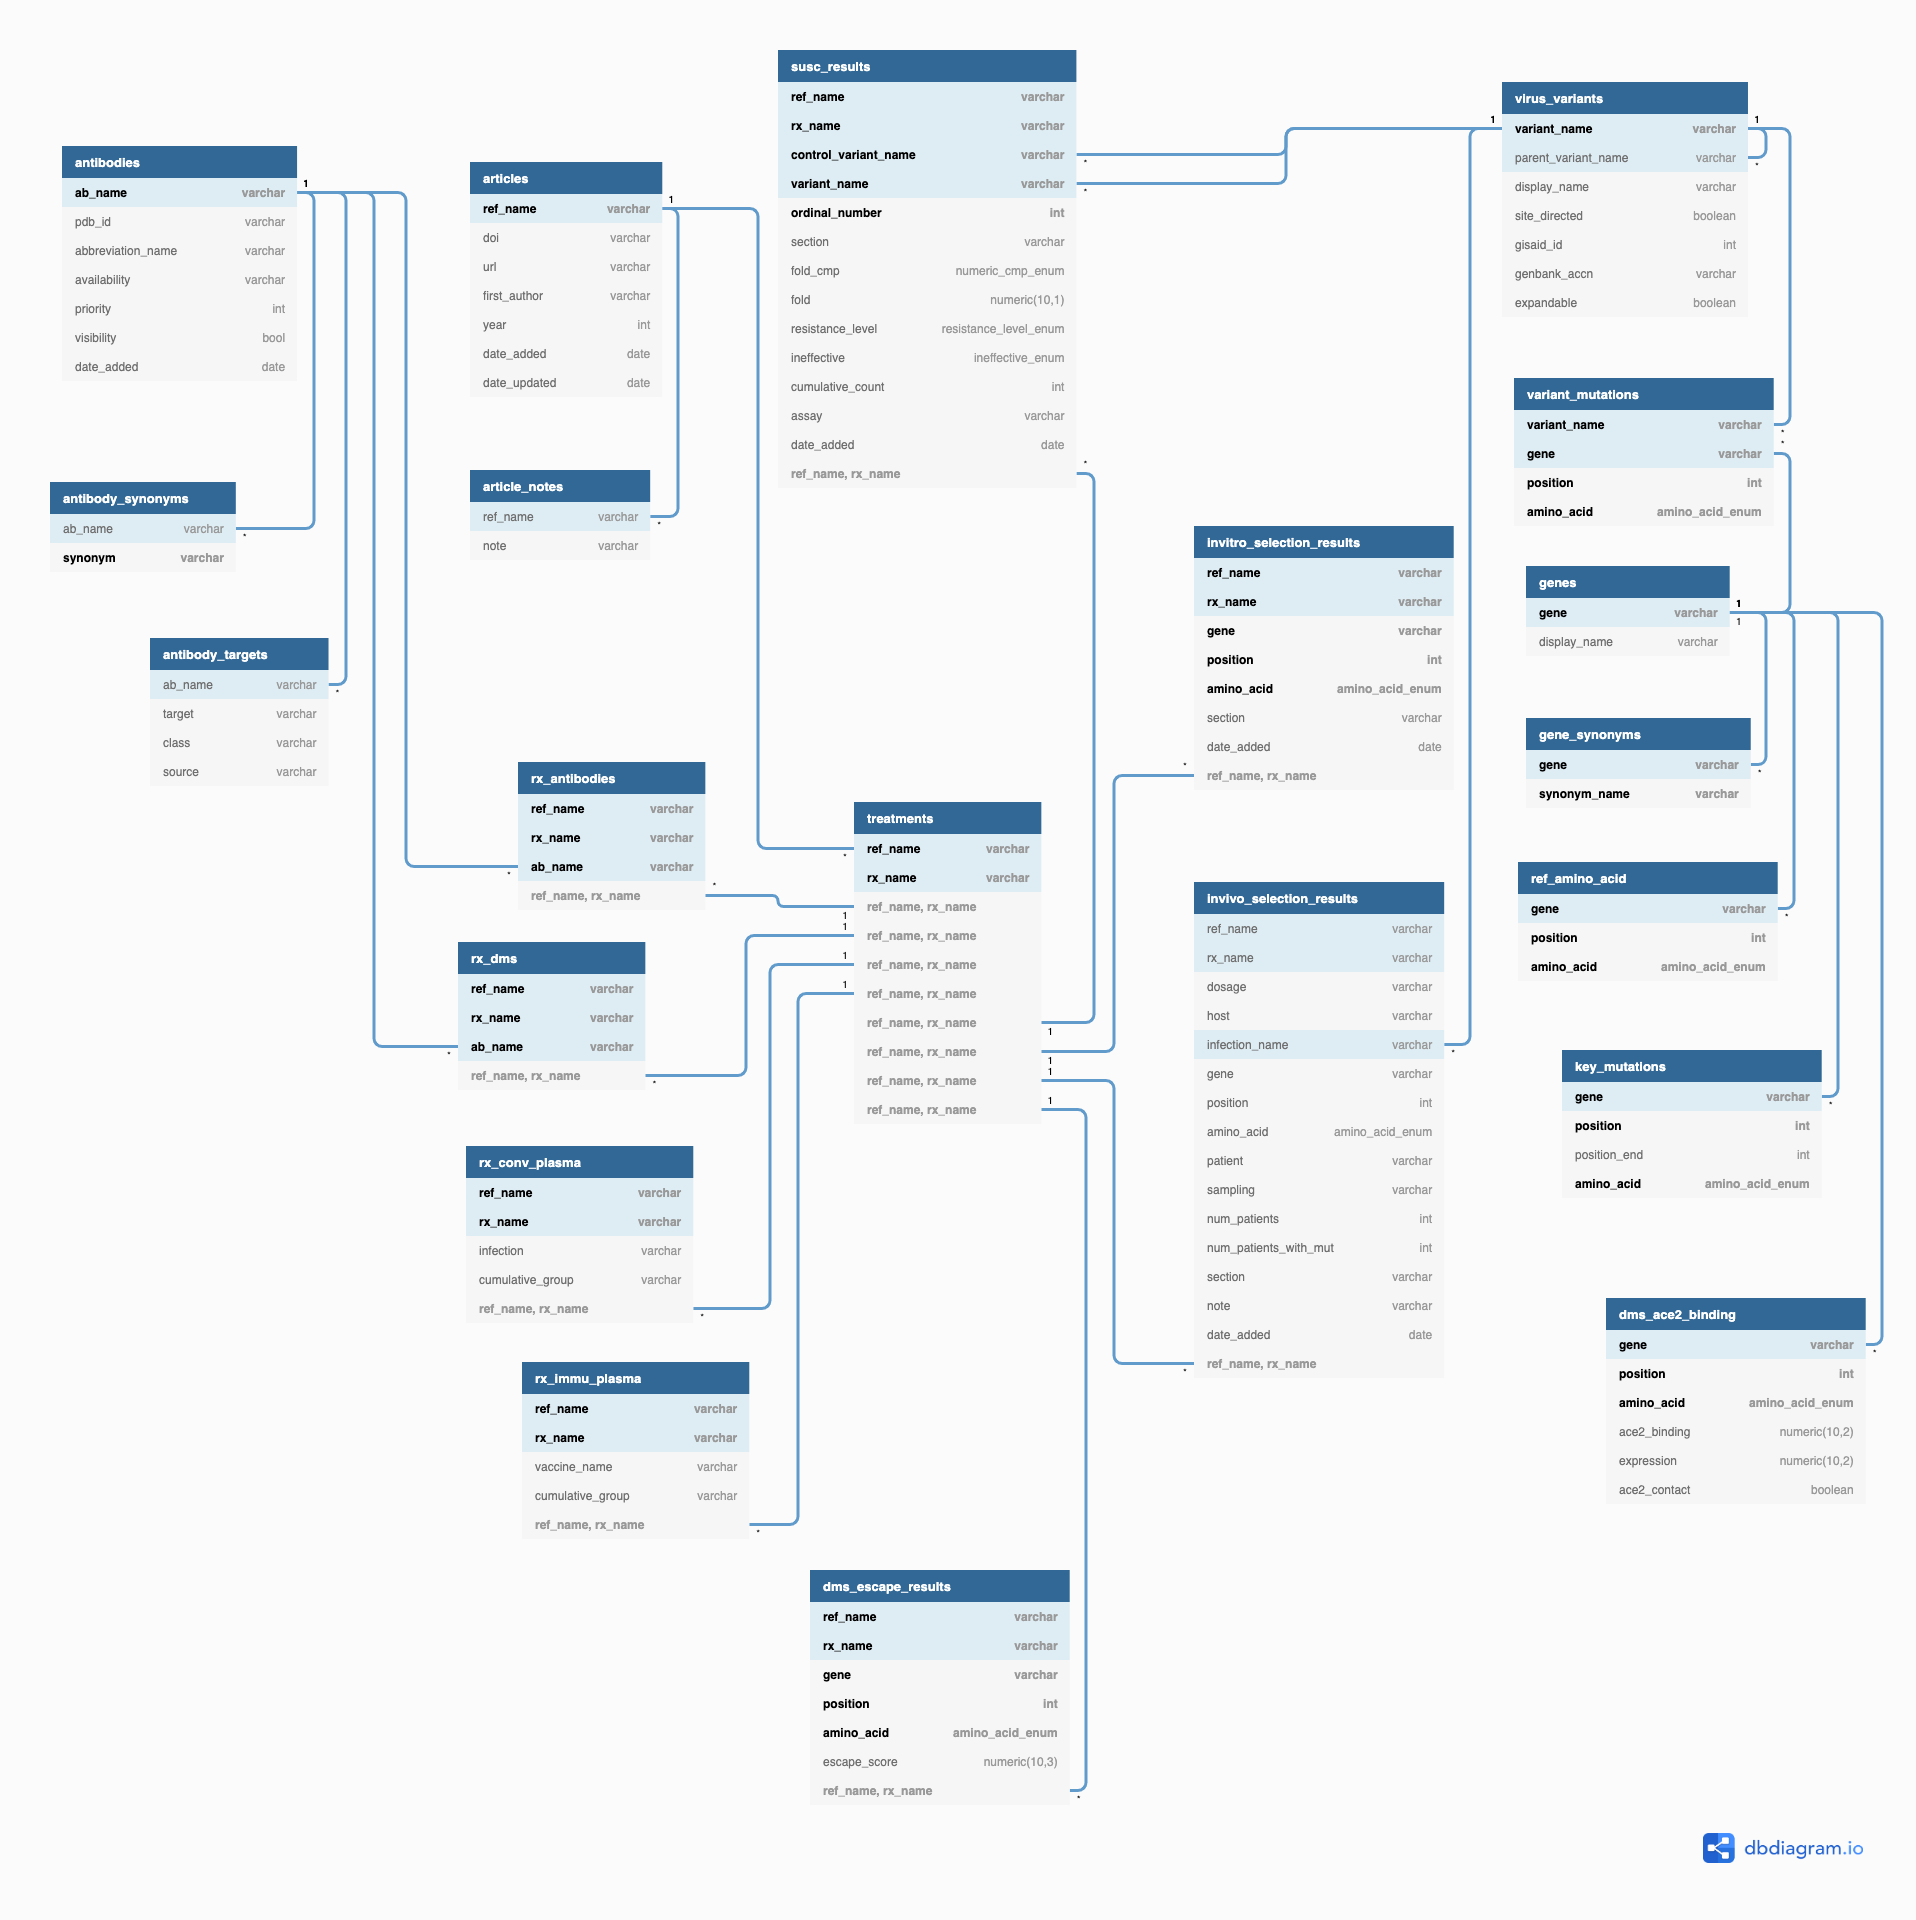 susc_results
ref_name varchar
rx_name varchar
control_variant_name varchar
variant_name varchar
ordinal_number int
section varchar
fold_cmp numeric_cmp_enum
fold numeric(10,1)
resistance_level resistance_level_enum
ineffective ineffective_enum
cumulative_count int
assay varchar
date_added date
ref_name, rx_name
*
*
*
virus_variants
1 variant_name varchar 1
parent_variant_name varchar *
display_name varchar
site_directed boolean
gisaid_id int
genbank_accn varchar
expandable boolean
antibodies
ab_name varchar 1
pdb_id varchar
abbreviation_name varchar
availability varchar
priority int
visibility bool
date_added date
articles
ref_name varchar 1
doi varchar
url varchar
first_author varchar
year int
date_added date
date_updated date
variant_mutations
variant_name varchar *
gene varchar *
position int
amino_acid amino_acid_enum
antibody_synonyms
ab_name varchar *
synonym varchar
article_notes
ref_name varchar *
note varchar
invitro_selection_results
ref_name varchar
rx_name varchar
gene varchar
position int
amino_acid amino_acid_enum
section varchar
date_added date
* ref_name, rx_name
genes
gene varchar 1
1
display_name varchar
antibody_targets
ab_name varchar *
target varchar
class varchar
source varchar
gene_synonyms
gene varchar *
synonym_name varchar
rx_antibodies
ref_name varchar
rx_name varchar
* ab_name varchar
ref_name, rx_name *
treatments
* ref_name varchar
rx_name varchar
1 ref_name, rx_name
1 ref_name, rx_name
1 ref_name, rx_name
1 ref_name, rx_name
ref_name, rx_name 1
ref_name, rx_name 1
ref_name, rx_name 1
ref_name, rx_name 1
ref_amino_acid
gene varchar *
position int
amino_acid amino_acid_enum
invivo_selection_results
ref_name varchar
rx_name varchar
dosage varchar
host varchar
infection_name varchar *
gene varchar
position int
amino_acid amino_acid_enum
patient varchar
sampling varchar
num_patients int
num_patients_with_mut int
section varchar
note varchar
date_added date
* ref_name, rx_name
rx_dms
ref_name varchar
rx_name varchar
* ab_name varchar
ref_name, rx_name *
key_mutations
gene varchar *
position int
position_end int
amino_acid amino_acid_enum
rx_conv_plasma
ref_name varchar
rx_name varchar
infection varchar
cumulative_group varchar
ref_name, rx_name *
dms_ace2_binding
gene varchar *
position int
amino_acid amino_acid_enum
ace2_binding numeric(10,2)
expression numeric(10,2)
ace2_contact boolean
rx_immu_plasma
ref_name varchar
rx_name varchar
vaccine_name varchar
cumulative_group varchar
ref_name, rx_name *
dms_escape_results
ref_name varchar
rx_name varchar
gene varchar
position int
amino_acid amino_acid_enum
escape_score numeric(10,3)
ref_name, rx_name *
dbdiagram.io